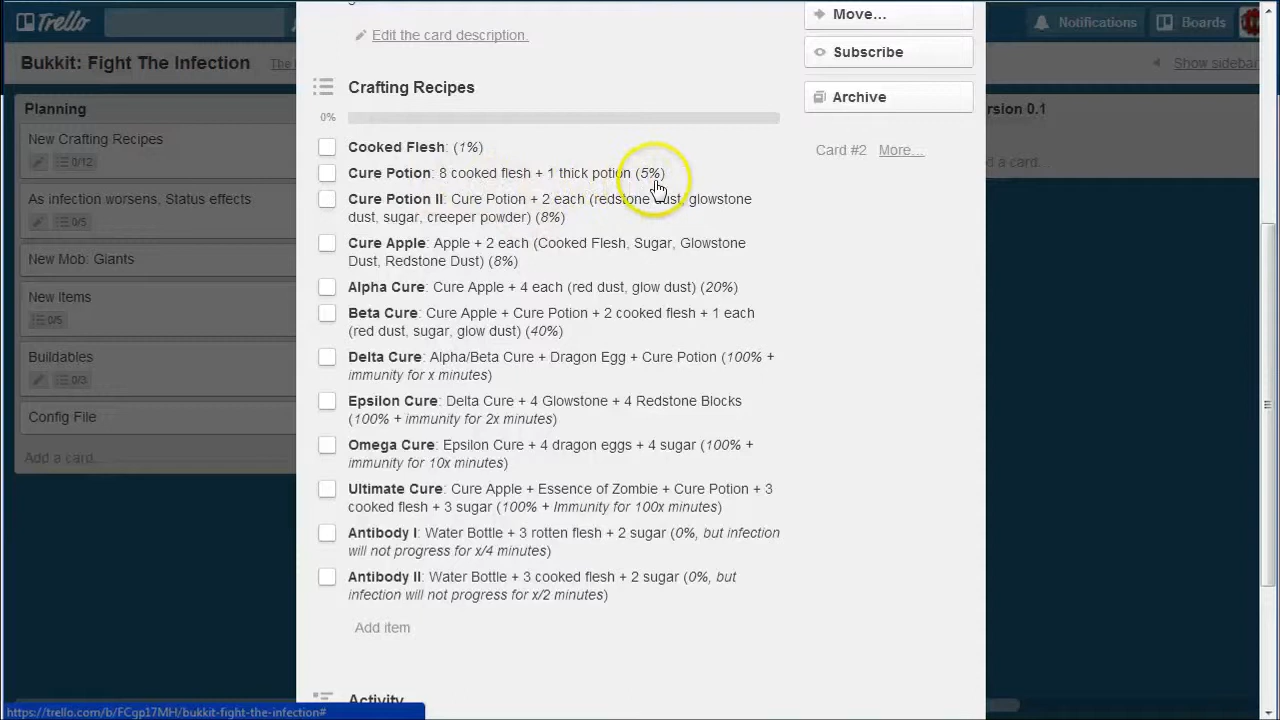 Trello
Notifications
Boards
Bukkit: Fight The Infection
Show sidebar
Move...
Subscribe
Archive
Card #2 More...
Edit the card description.
Planning
New Crafting Recipes
0/12
As infection worsens, Status effects
0/5
New Mob: Giants
New Items
0/5
Buildables
0/3
Config File
Add a card...
Crafting Recipes
0%
Cooked Flesh: (1%)
Cure Potion: 8 cooked flesh + 1 thick potion (5%)
Cure Potion II: Cure Potion + 2 each (redstone dust, glowstone
dust, sugar, creeper powder) (8%)
Cure Apple: Apple + 2 each (Cooked Flesh, Sugar, Glowstone
Dust, Redstone Dust) (8%)
Alpha Cure: Cure Apple + 4 each (red dust, glow dust) (20%)
Beta Cure: Cure Apple + Cure Potion + 2 cooked flesh + 1 each
(red dust, sugar, glow dust) (40%)
Delta Cure: Alpha/Beta Cure + Dragon Egg + Cure Potion (100% +
immunity for x minutes)
Epsilon Cure: Delta Cure + 4 Glowstone + 4 Redstone Blocks
(100% + immunity for 2x minutes)
Omega Cure: Epsilon Cure + 4 dragon eggs + 4 sugar (100% +
immunity for 10x minutes)
Ultimate Cure: Cure Apple + Essence of Zombie + Cure Potion + 3
cooked flesh + 3 sugar (100% + Immunity for 100x minutes)
Antibody I: Water Bottle + 3 rotten flesh + 2 sugar (0%, but infection
will not progress for x/4 minutes)
Antibody II: Water Bottle + 3 cooked flesh + 2 sugar (0%, but
infection will not progress for x/2 minutes)
Add item
Activity
ersion 0.1
d a card...
https://trello.com/b/FCgp17MH/bukkit-fight-the-infection#